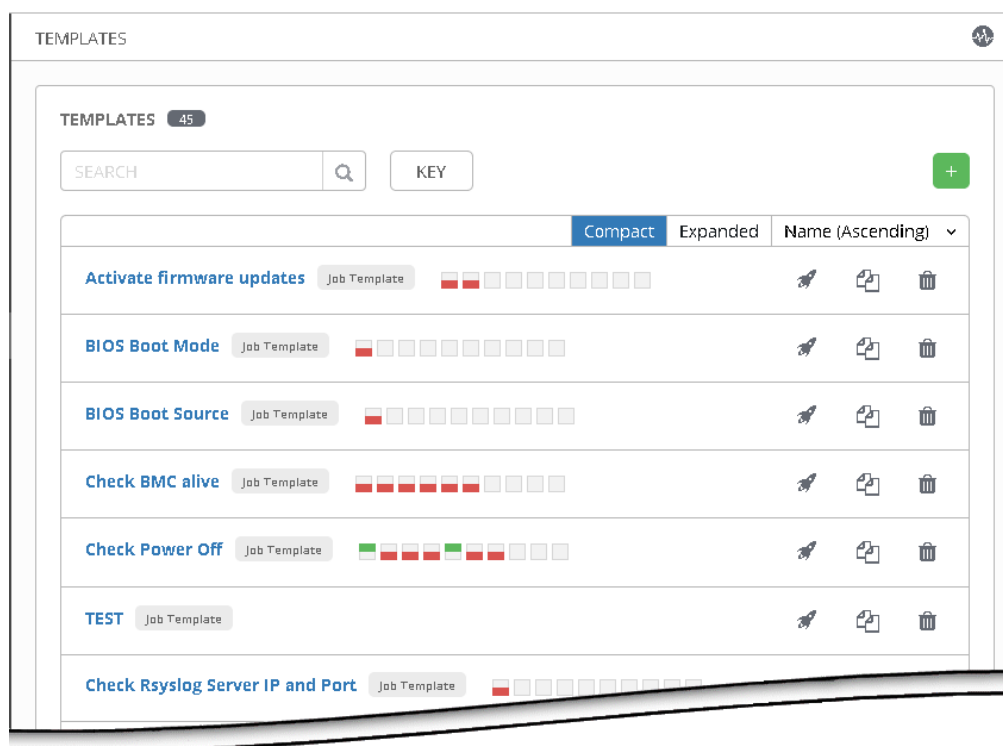 TEMPLATES
TEMPLATES 45
SEARCH KEY +
Compact Expanded Name (Ascending)
Activate firmware updates Job Template
BIOS Boot Mode Job Template
BIOS Boot Source Job Template
Check BMC alive Job Template
Check Power Off Job Template
TEST Job Template
Check Rsyslog Server IP and Port Job Template